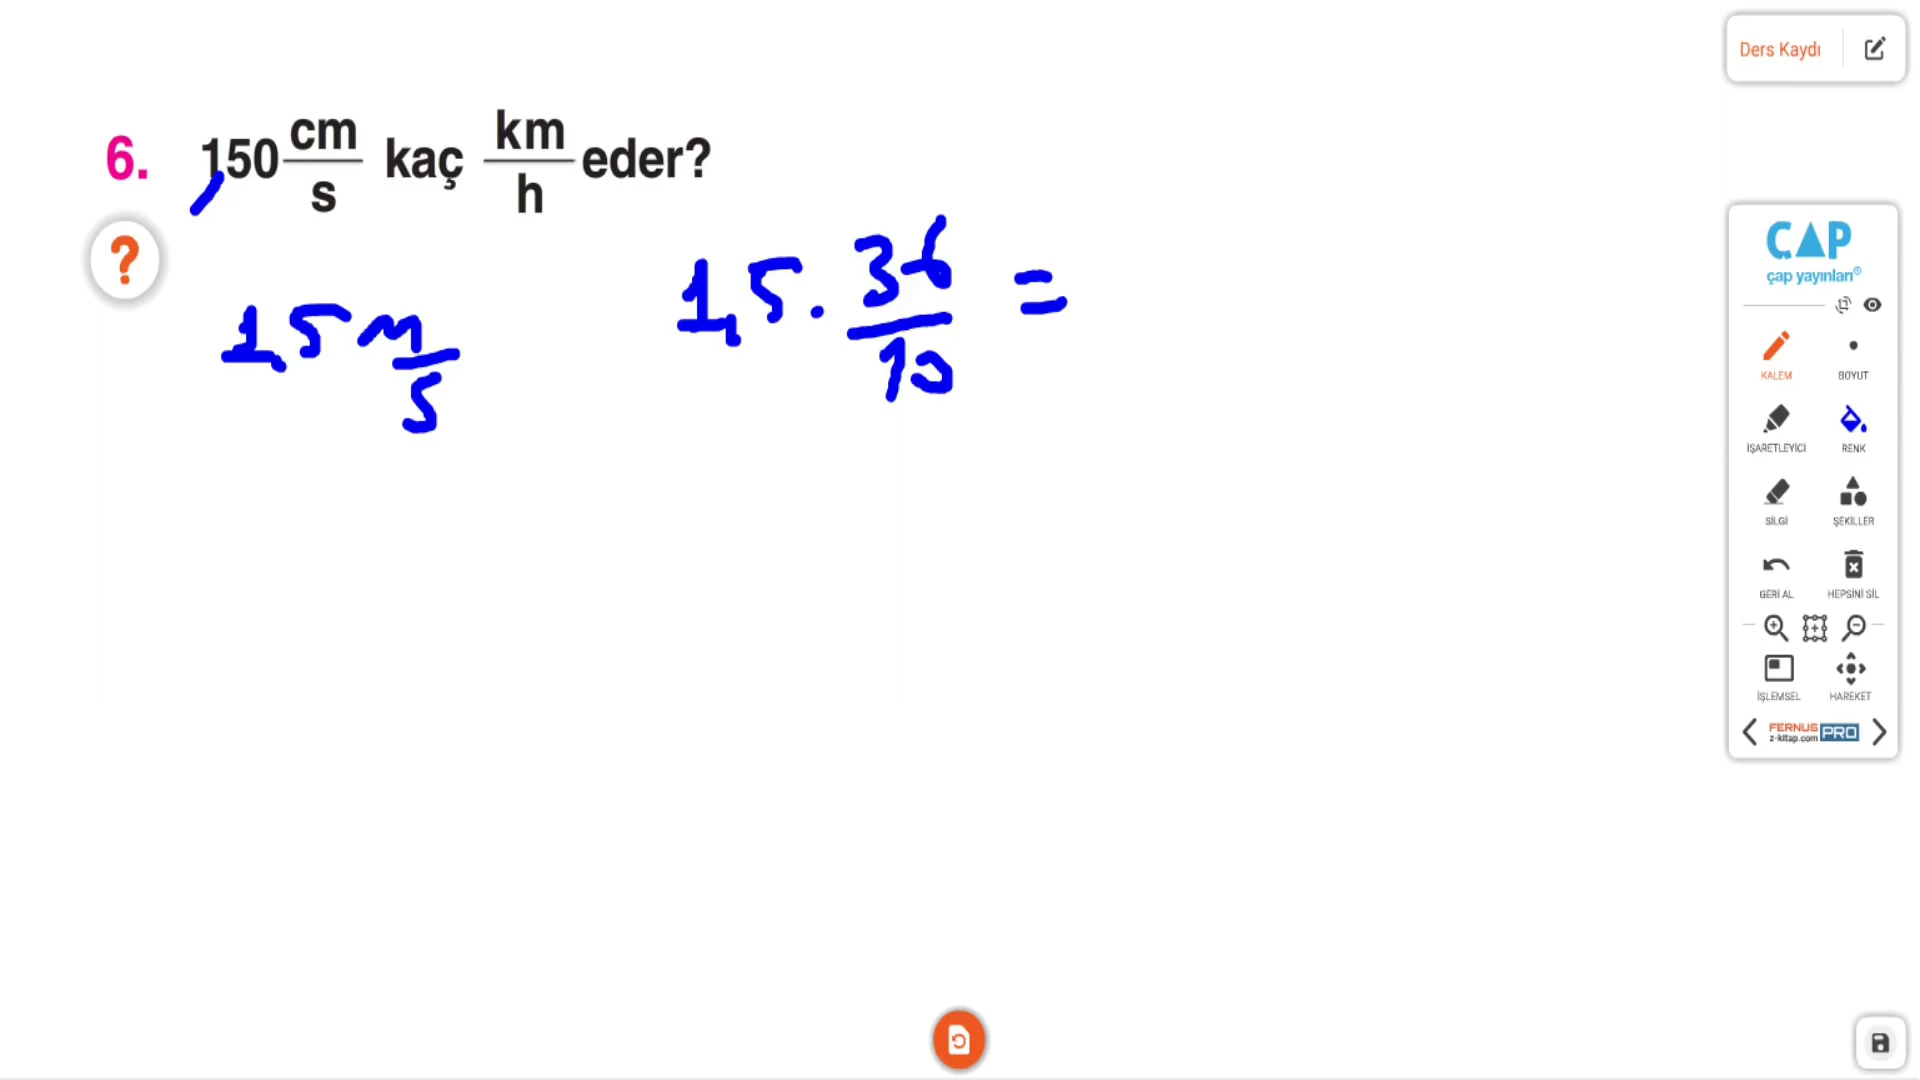 Ders Kaydı
6. 150 cm/s kaç km/h eder?
?
1,5 m/s
1,5 . 36/10 =
ÇAP
çap yayınları®
KALEM
BOYUT
İŞARETLEYİCİ
RENK
SİLGİ
ŞEKİLLER
GERİ AL
HEPSİNİ SİL
İŞLEMSEL
HAREKET
FERNUS PRO
z-kitap.com